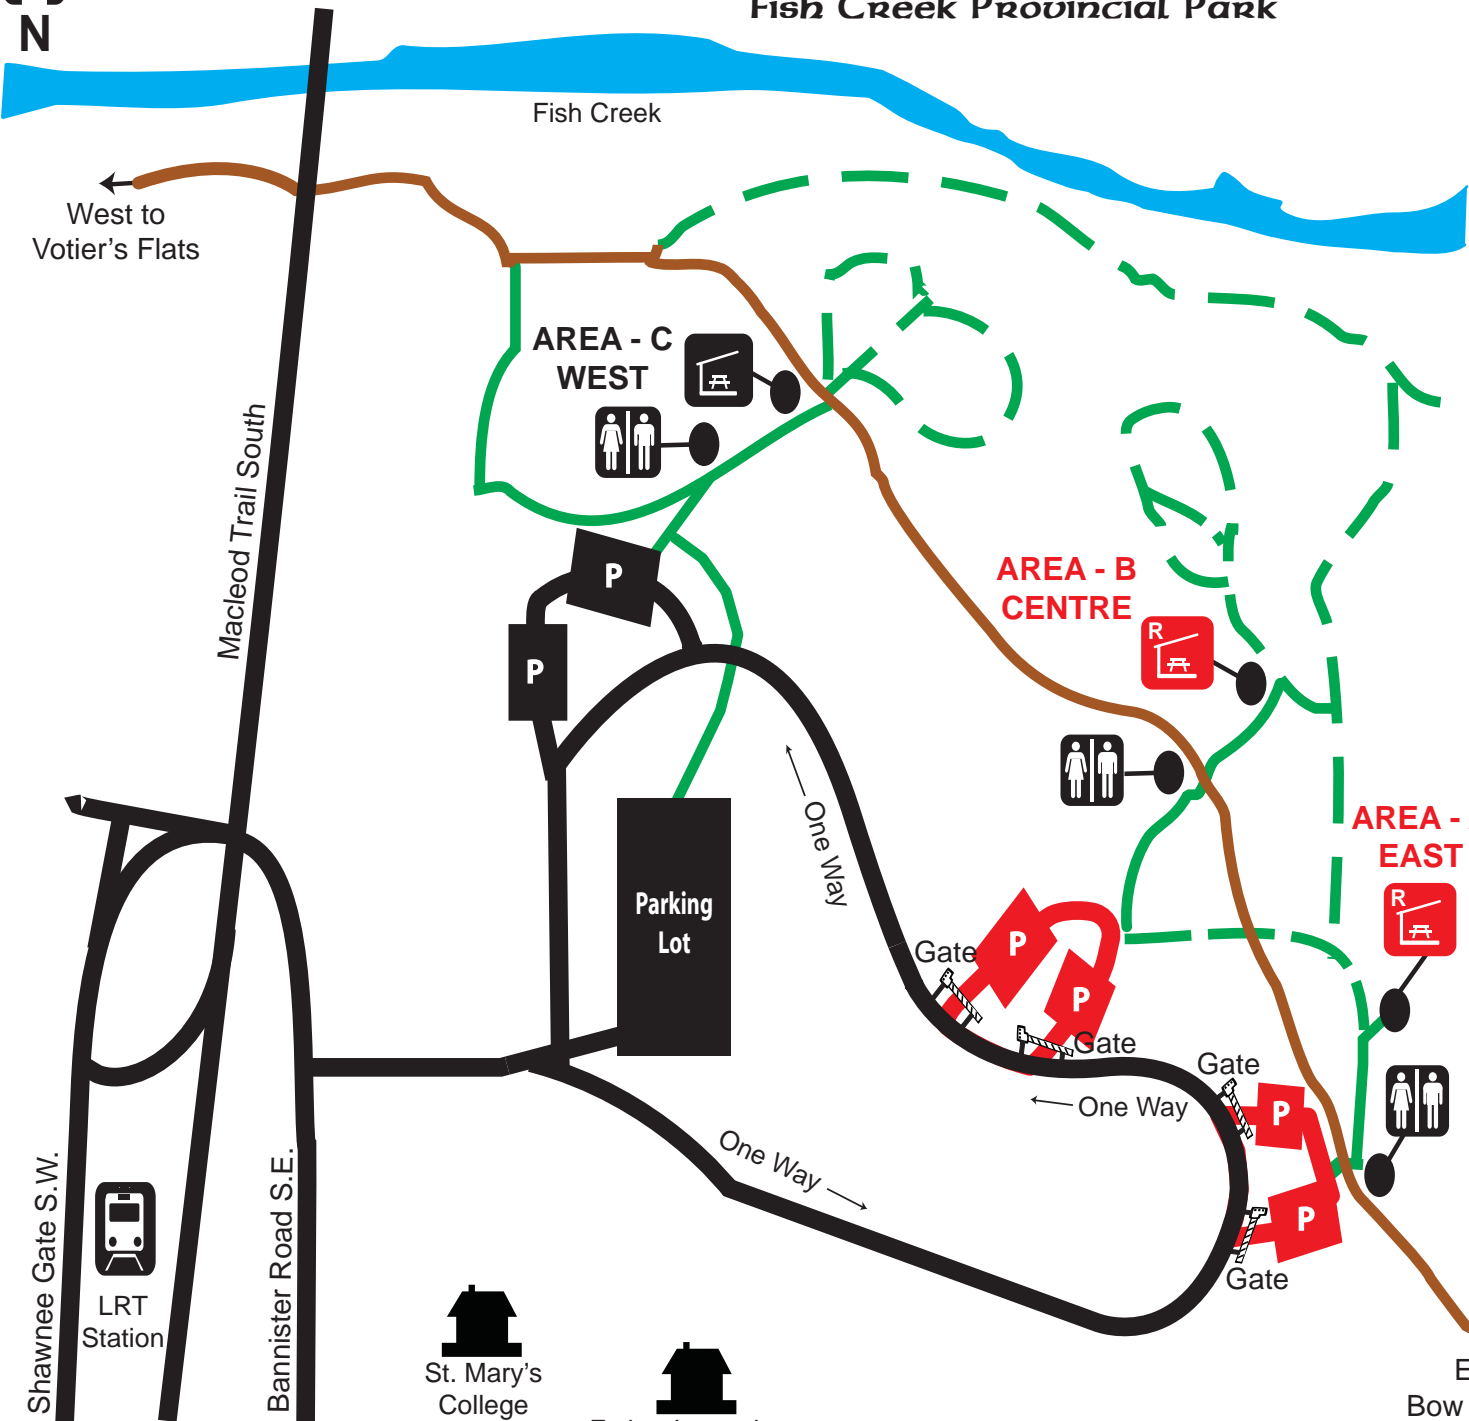 Fish Creek Provincial Park
N
Fish Creek
West to
Votier's Flats
AREA - C
WEST
Macleod Trail South
P
P
AREA - B
CENTRE
R
One Way
Parking
Lot
AREA -
EAST
R
Gate
P
P
Gate
Gate
One Way
P
One Way
P
Gate
Shawnee Gate S.W.
LRT
Station
Bannister Road S.E.
St. Mary's
College
E
Bow